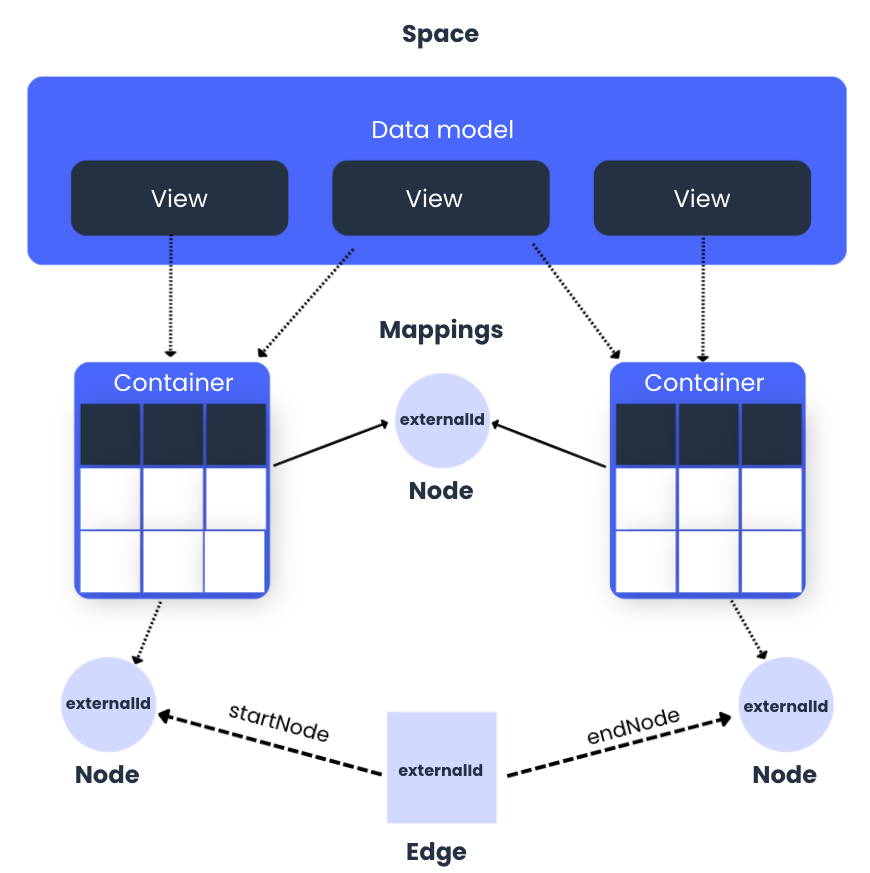 Space
Data model
View
View
View
Mappings
Container
Container
externalId
Node
externalId
startNode
endNode
externalId
externalId
Node
Node
Edge